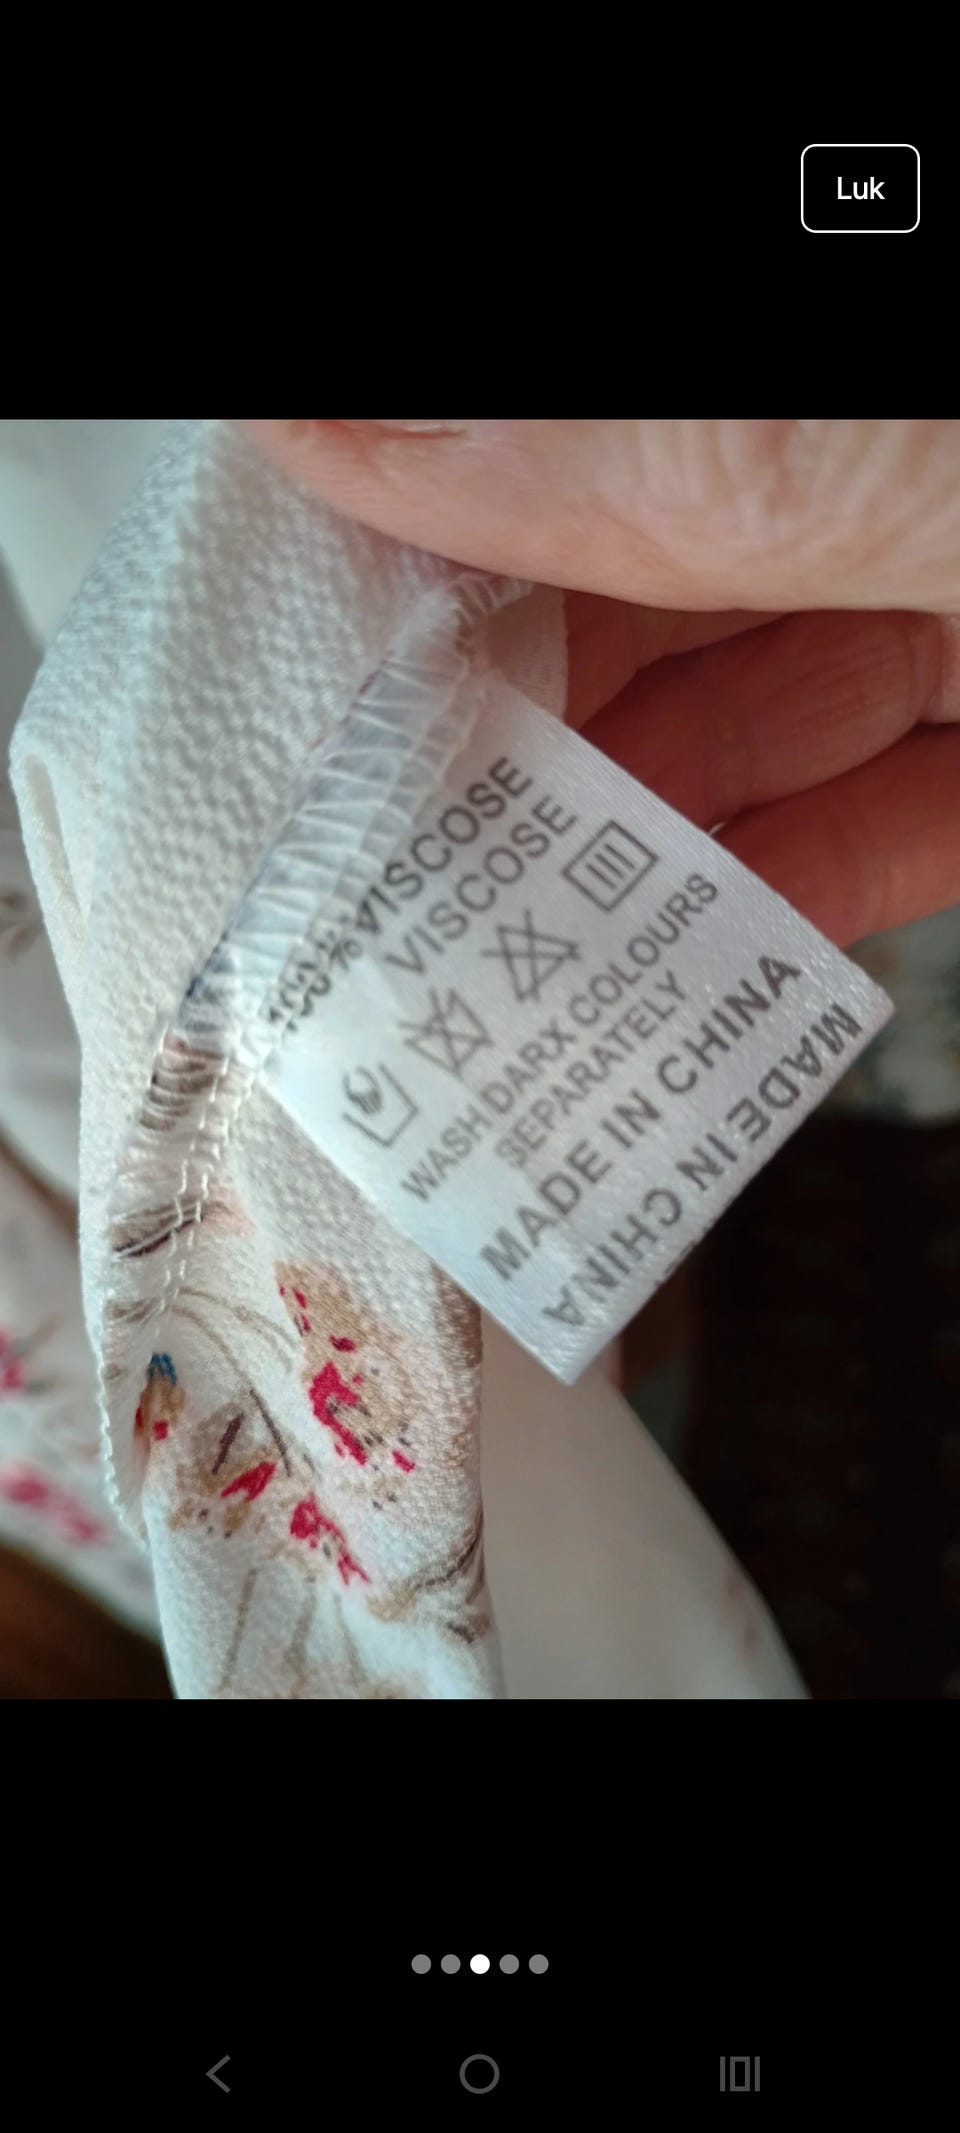 Luk
100% VISCOSE
VISCOSE
WASH DARX COLOURS
SEPARATELY
MADE IN CHINA
MADE IN CHINA